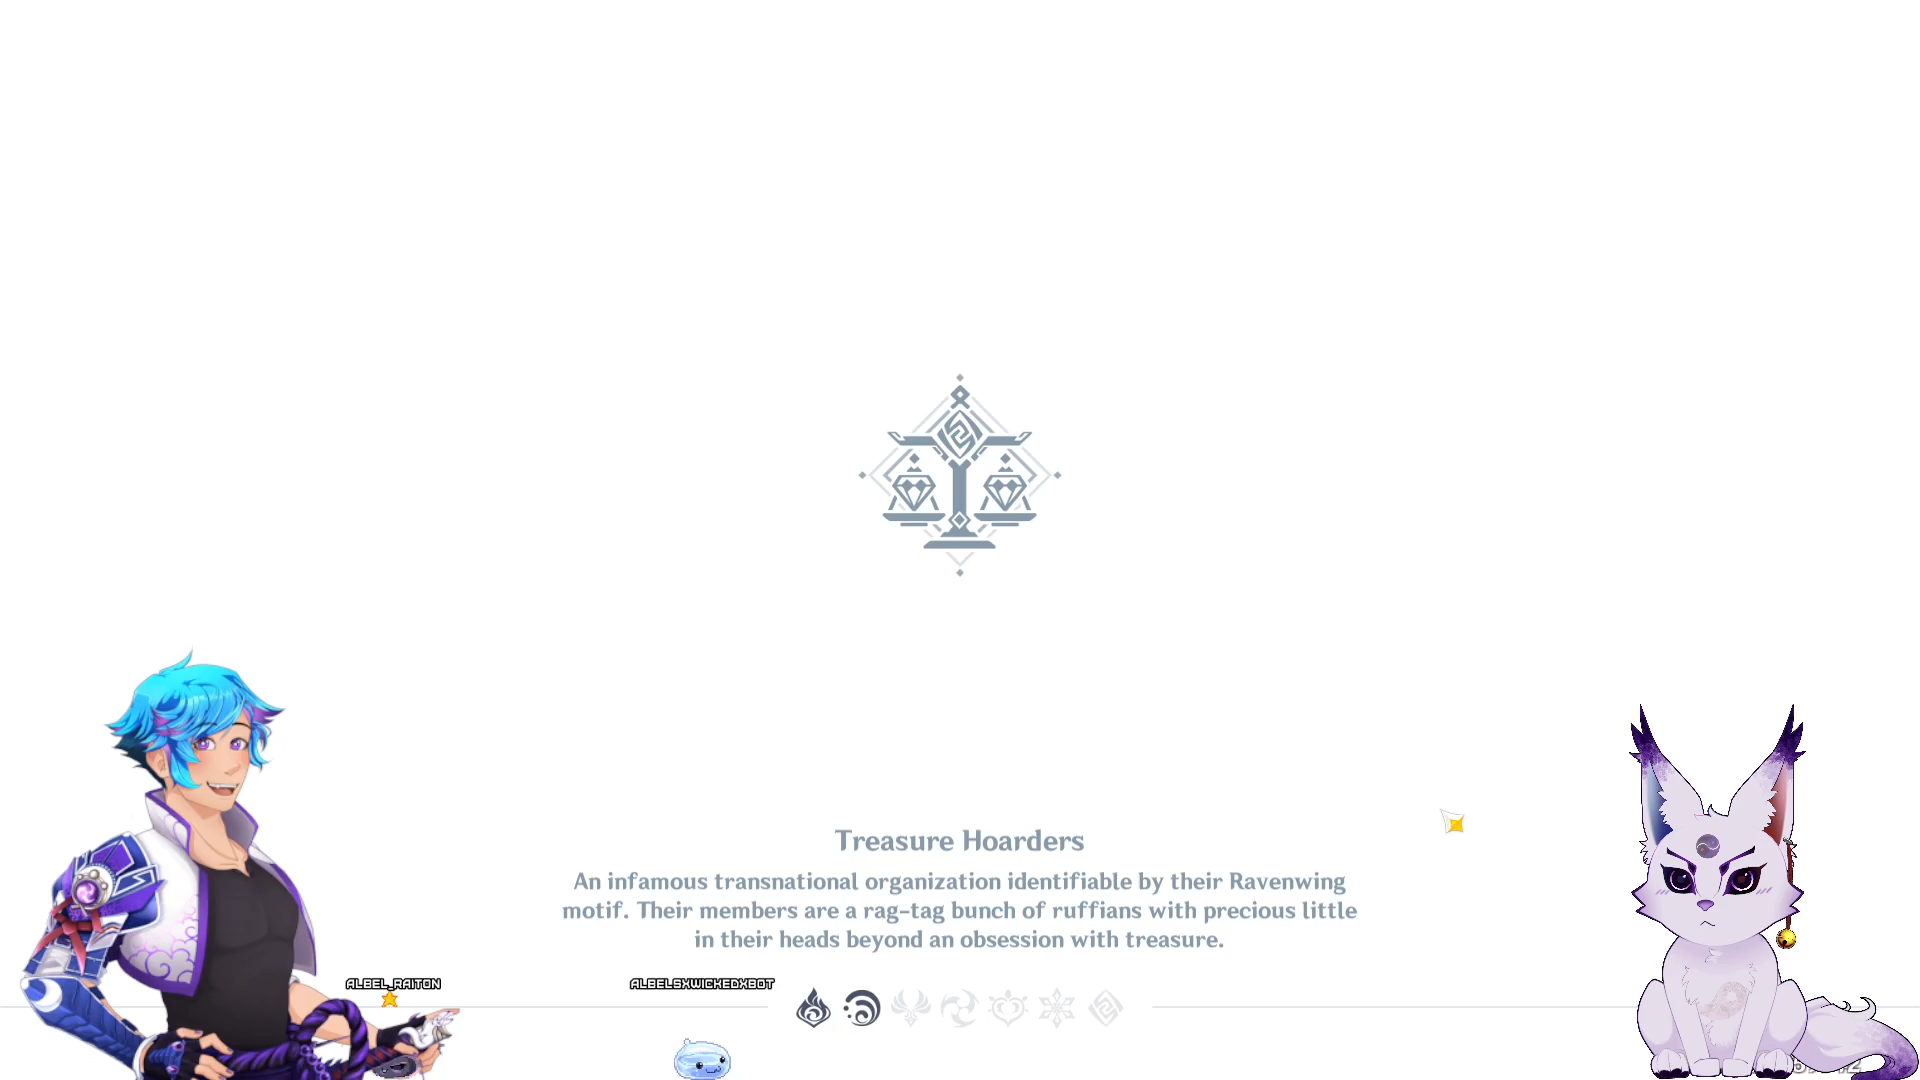 Treasure Hoarders
An infamous transnational organization identifiable by their Ravenwing
motif. Their members are a rag-tag bunch of ruffians with precious little
in their heads beyond an obsession with treasure.
ALBEL_RAITON
ALBELSXWICKEDXBOT